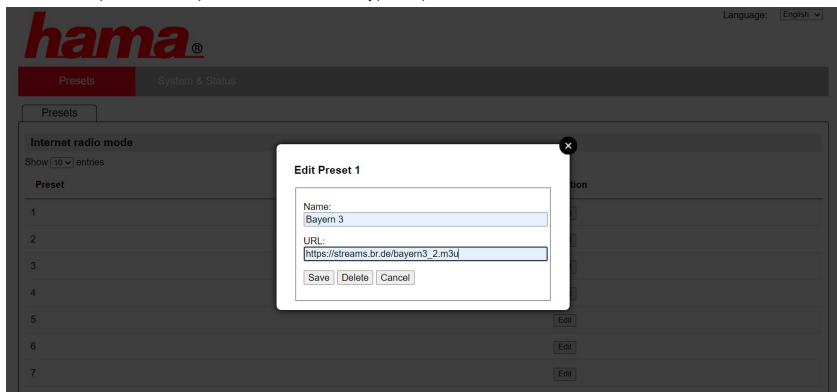 Language: English
hama®
Presets System & Status
Presets
Internet radio mode
Show 10 entries
Preset
Edit Preset 1
Name:
Bayern 3
URL:
https://streams.br.de/bayern3_2.m3u
Save Delete Cancel
1
2
3
4
5 Edit
6 Edit
7 Edit